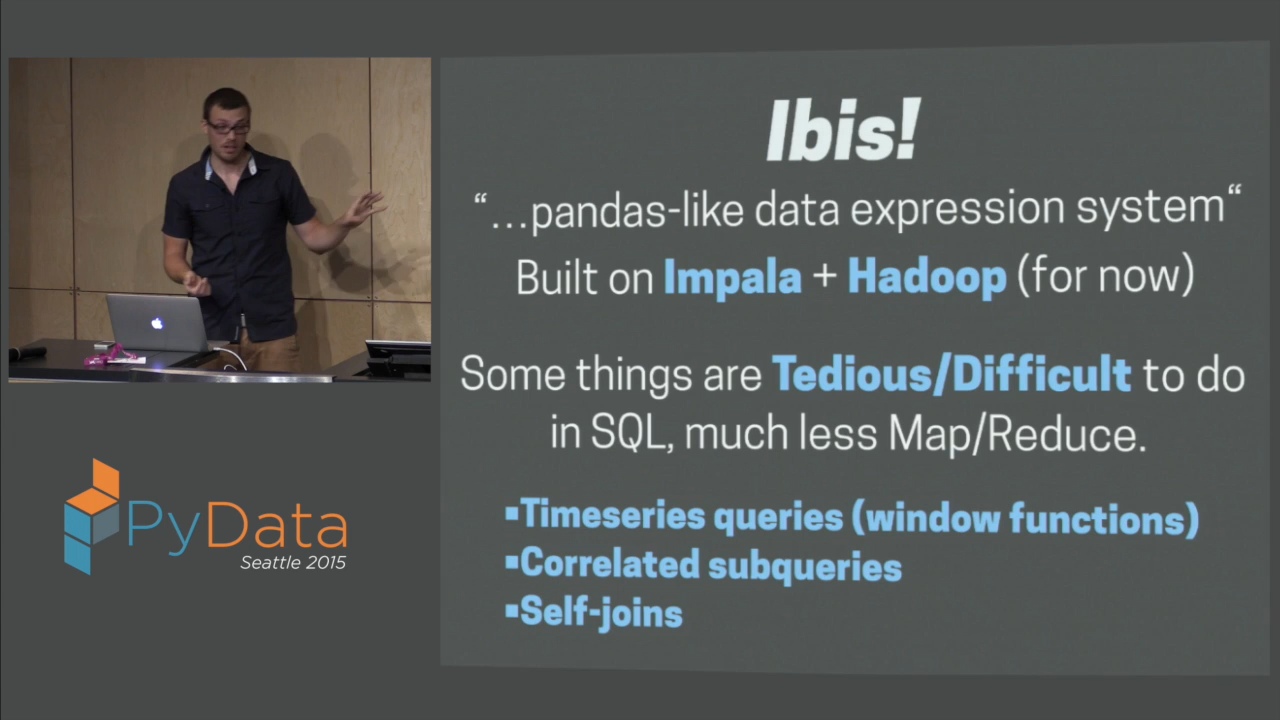 Ibis!
“...pandas-like data expression system“
Built on Impala + Hadoop (for now)
Some things are Tedious/Difficult to do
in SQL, much less Map/Reduce.
▪Timeseries queries (window functions)
▪Correlated subqueries
▪Self-joins
PyData
Seattle 2015